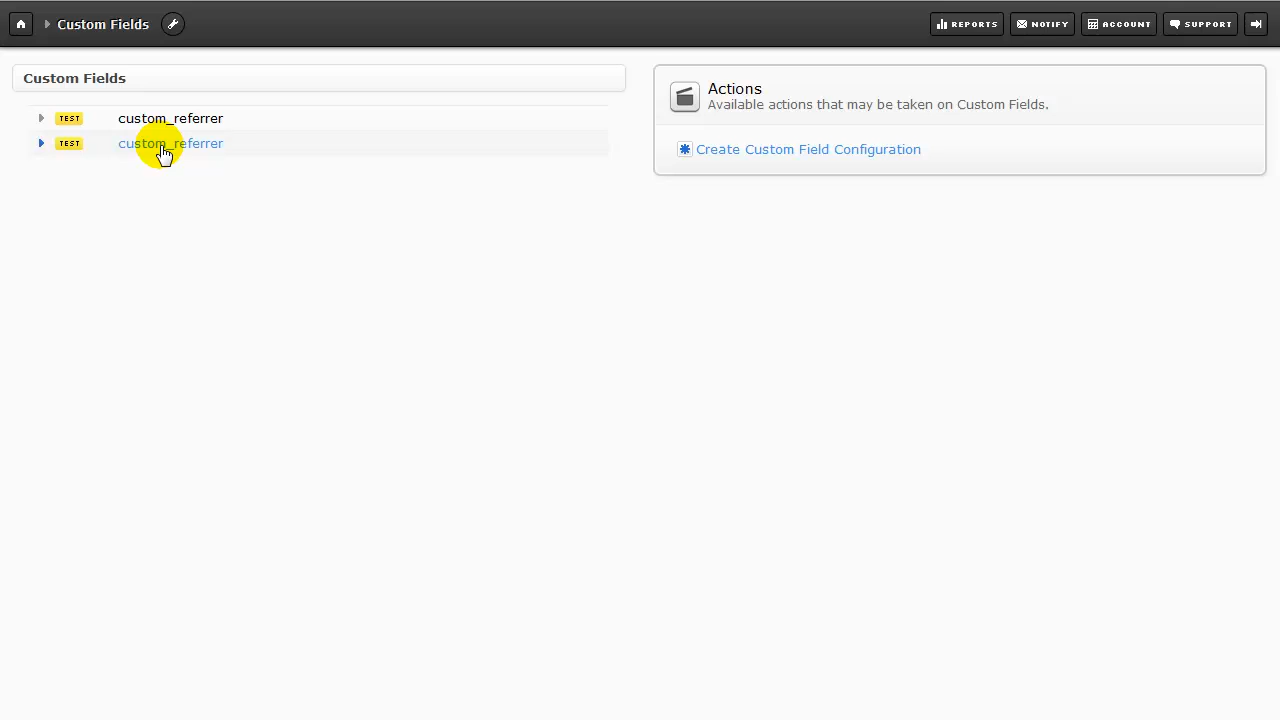 Custom Fields
REPORTS
NOTIFY
ACCOUNT
SUPPORT
Custom Fields
TEST custom_referrer
TEST custom_referrer
Actions
Available actions that may be taken on Custom Fields.
Create Custom Field Configuration